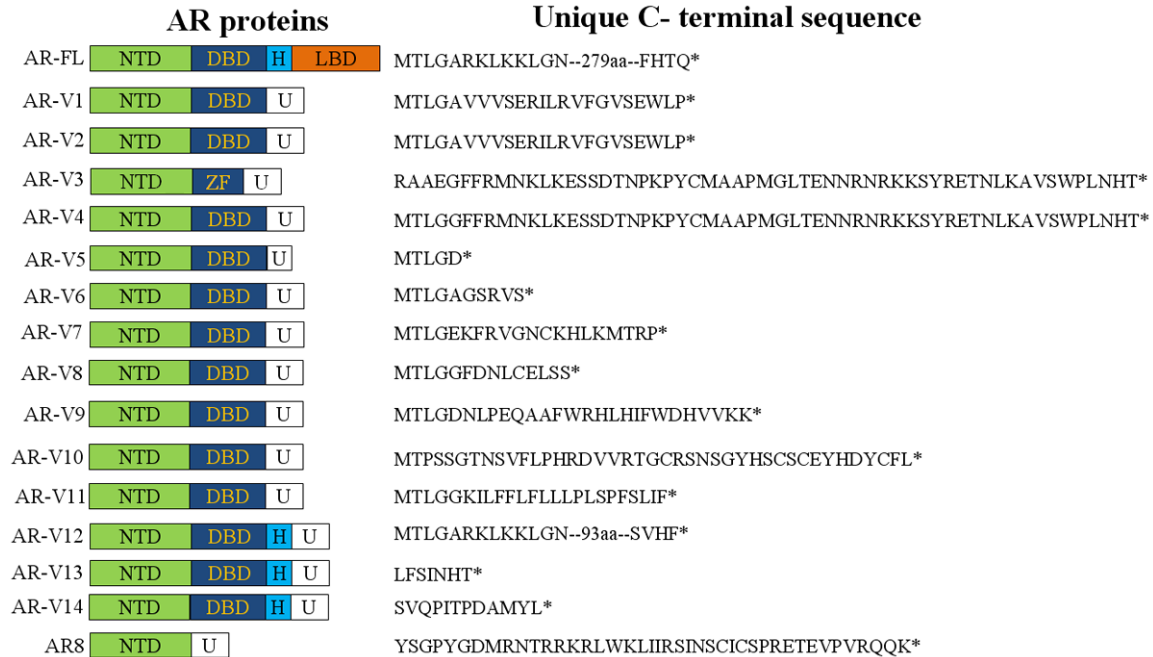 AR proteins Unique C- terminal sequence
AR-FL NTD DBD H LBD MTLGARKLKKLGN--279aa--FHTQ*
AR-V1 NTD DBD U MTLGAVVVSERILRVFGVSEWLP*
AR-V2 NTD DBD U MTLGAVVVSERILRVFGVSEWLP*
AR-V3 NTD ZF U RAAEGFFRMNKLKESSDTNPKPYCMAAPMGLTENNRNRKKSYRETNLKAVSWPLNHT*
AR-V4 NTD DBD U MTLGGFFRMNKLKESSDTNPKPYCMAAPMGLTENNRNRKKSYRETNLKAVSWPLNHT*
AR-V5 NTD DBD U MTLGD*
AR-V6 NTD DBD U MTLGAGSRVS*
AR-V7 NTD DBD U MTLGEKFRVGNCKHLKMTRP*
AR-V8 NTD DBD U MTLGGFDNLCELSS*
AR-V9 NTD DBD U MTLGDNLPEQAAFWRHLHIFWDHVVKK*
AR-V10 NTD DBD U MTPSSGTNSVFLPHRDVVRTGCRSNSGYHSCSCEYHDYCFL*
AR-V11 NTD DBD U MTLGGKILFFLFLLLPLSPFSLIF*
AR-V12 NTD DBD H U MTLGARKLKKLGN--93aa--SVHF*
AR-V13 NTD DBD H U LFSINHT*
AR-V14 NTD DBD H U SVQPITPDAMYL*
AR8 NTD U YSGPYGDMRNTRRKRLWKLIIRSINSCICSPRETEVPVRQQK*